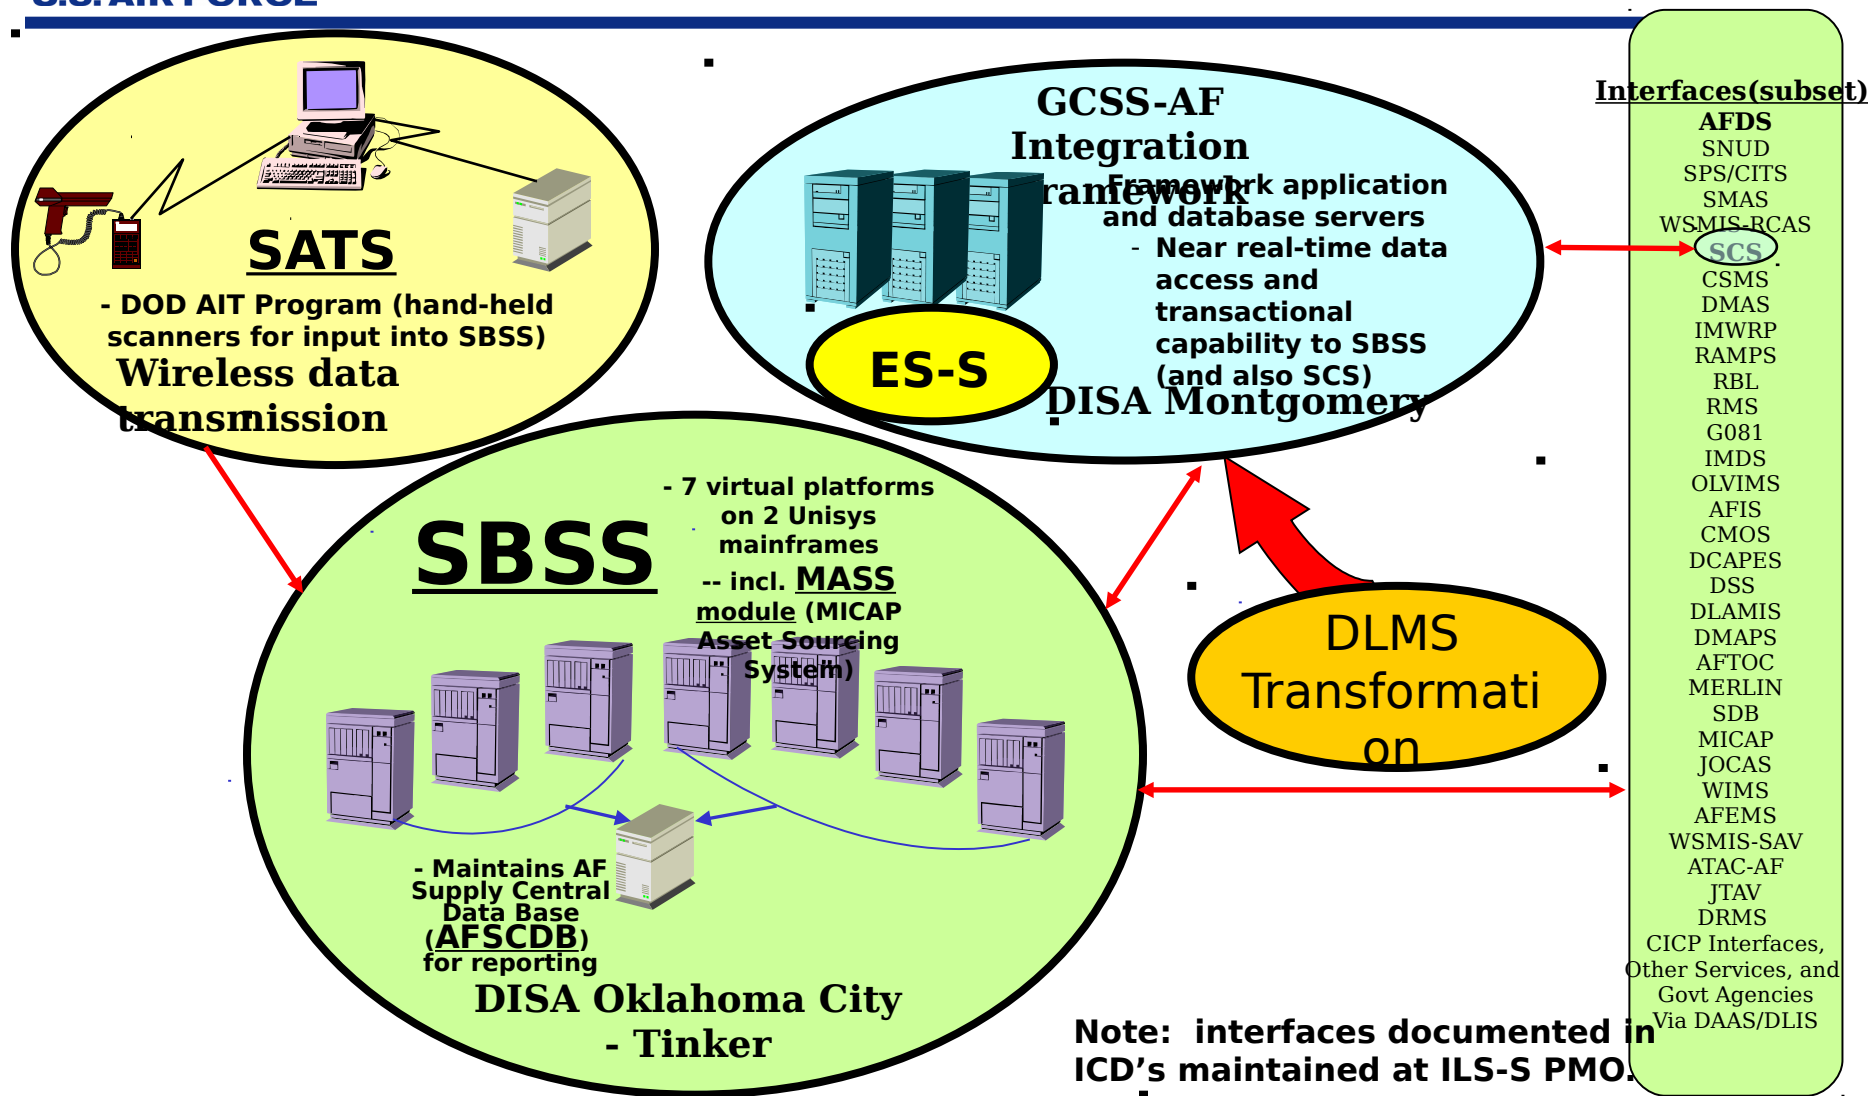 U.S. AIR FORCE
SATS
- DOD AIT Program (hand-held
scanners for input into SBSS)
Wireless data
transmission
GCSS-AF
Integration
Framework
Framework application
and database servers
- Near real-time data
access and
transactional
capability to SBSS
(and also SCS)
ES-S
DISA Montgomery
SBSS
- 7 virtual platforms
on 2 Unisys
mainframes
-- incl. MASS
module (MICAP
Asset Sourcing
System)
- Maintains AF
Supply Central
Data Base
(AFSCDB)
for reporting
DISA Oklahoma City
- Tinker
DLMS
Transformati
on
Note: interfaces documented in
ICD’s maintained at ILS-S PMO.
Interfaces(subset)
AFDS
SNUD
SPS/CITS
SMAS
WSMIS-RCAS
SCS
CSMS
DMAS
IMWRP
RAMPS
RBL
RMS
G081
IMDS
OLVIMS
AFIS
CMOS
DCAPES
DSS
DLAMIS
DMAPS
AFTOC
MERLIN
SDB
MICAP
JOCAS
WIMS
AFEMS
WSMIS-SAV
ATAC-AF
JTAV
DRMS
CICP Interfaces,
Other Services, and
Govt Agencies
Via DAAS/DLIS